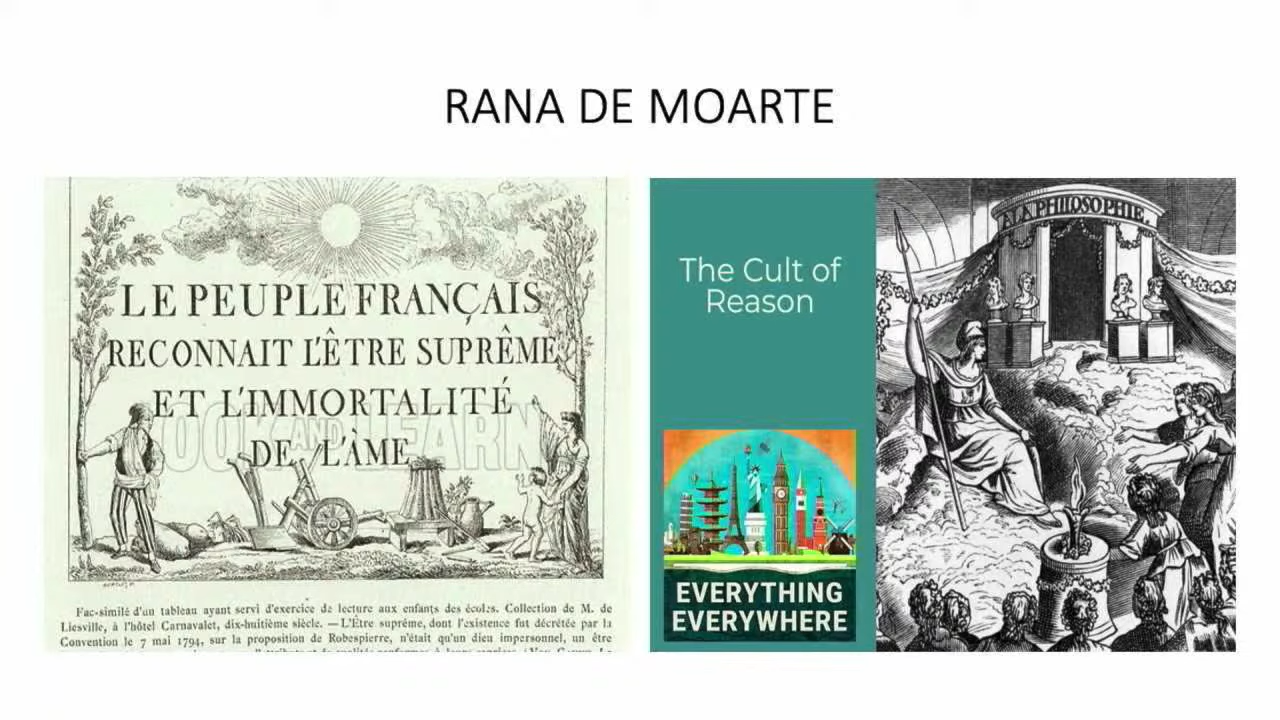 RANA DE MOARTE
LE PEUPLE FRANÇAIS
RECONNAIT L'ÊTRE SUPRÊME
ET L'IMMORTALITÉ
DE L'ÂME
LOOK AND LEARN
Fac-similé d'un tableau ayant servi d'exercice de lecture aux enfants des écoles. Collection de M. de
Liesville, à l'hôtel Carnavalet, dix-huitième siècle. — L'Être suprême, dont l'existence fut décrétée par la
Convention le 7 mai 1794, sur la proposition de Robespierre, n'était qu'un dieu impersonnel, un être
The Cult of
Reason
EVERYTHING
EVERYWHERE
A LA PHILOSOPHIE.